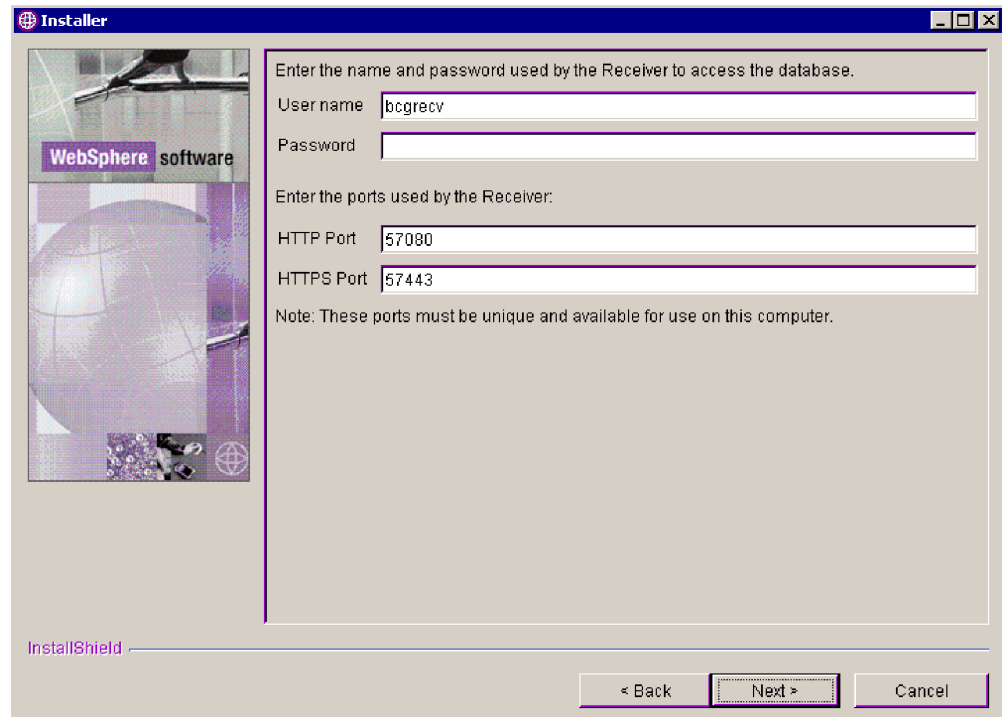 Installer
WebSphere software
Enter the name and password used by the Receiver to access the database.
User name bcgrecv
Password
Enter the ports used by the Receiver:
HTTP Port 57080
HTTPS Port 57443
Note: These ports must be unique and available for use on this computer.
InstallShield
< Back Next > Cancel